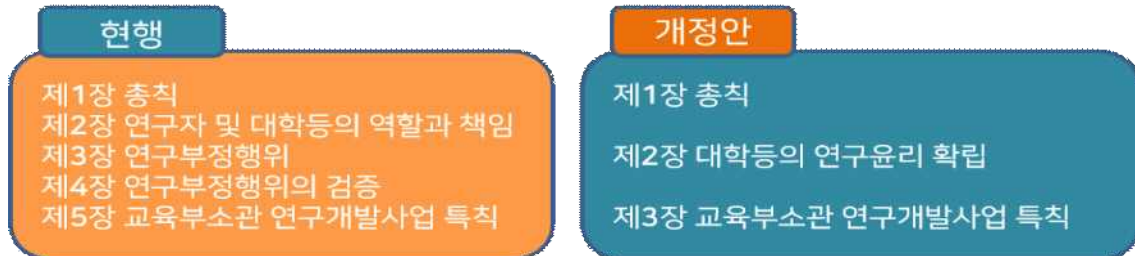 현행
제1장 총칙
제2장 연구자 및 대학등의 역할과 책임
제3장 연구부정행위
제4장 연구부정행위의 검증
제5장 교육부소관 연구개발사업 특칙
개정안
제1장 총칙
제2장 대학등의 연구윤리 확립
제3장 교육부소관 연구개발사업 특칙